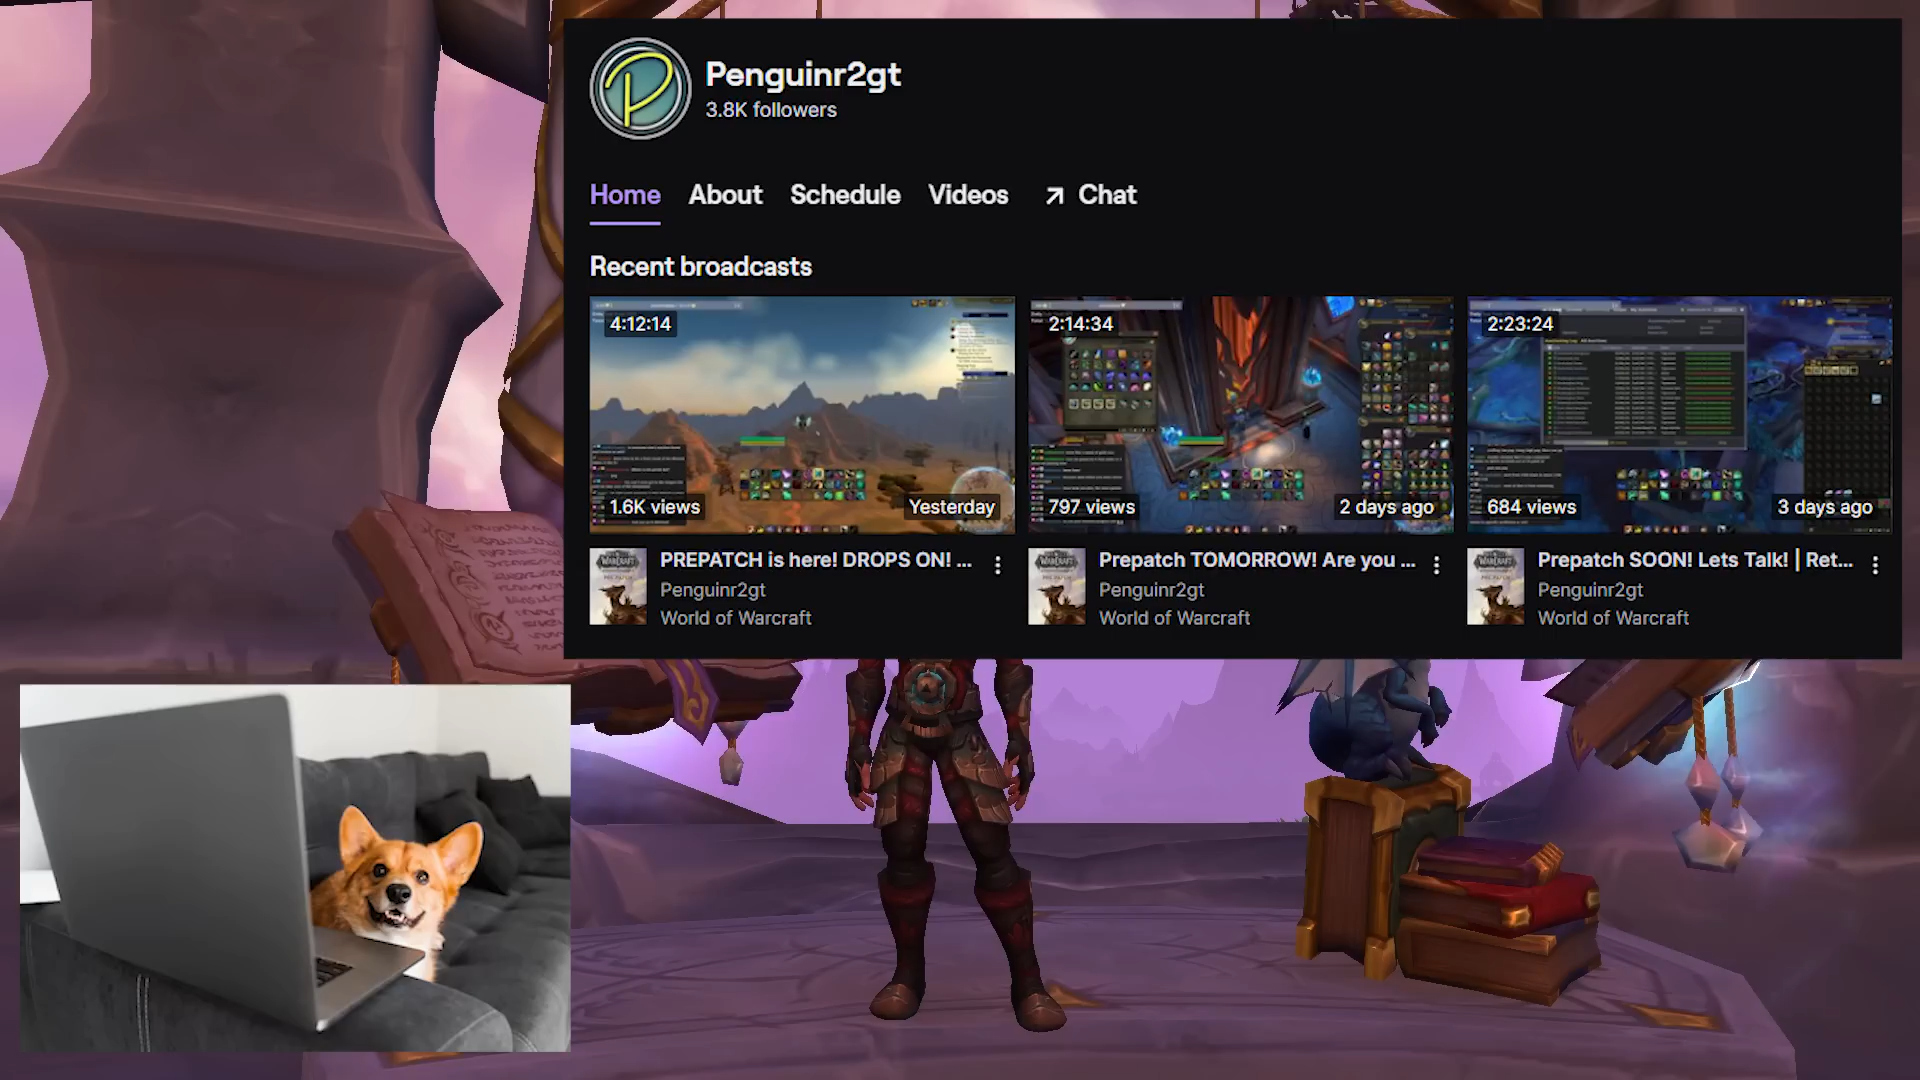 Penguinr2gt
3.8K followers
Home About Schedule Videos Chat
Recent broadcasts
4:12:14
1.6K views
Yesterday
PREPATCH is here! DROPS ON! ...
Penguinr2gt
World of Warcraft
2:14:34
797 views
2 days ago
Prepatch TOMORROW! Are you ...
Penguinr2gt
World of Warcraft
2:23:24
684 views
3 days ago
Prepatch SOON! Lets Talk! | Ret...
Penguinr2gt
World of Warcraft